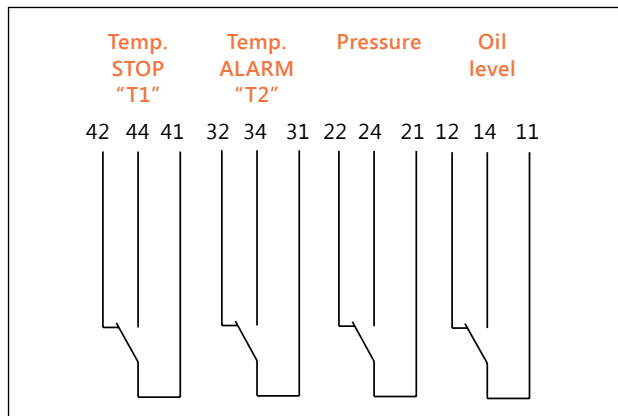 Temp. Temp. Pressure Oil
STOP ALARM level
“T1” “T2”
42 44 41 32 34 31 22 24 21 12 14 11